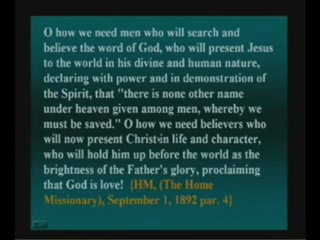 O how we need men who will search and
believe the word of God, who will present Jesus
to the world in his divine and human nature,
declaring with power and in demonstration of
the Spirit, that "there is none other name
under heaven given among men, whereby we
must be saved." O how we need believers who
will now present Christ-in life and character,
who will hold him up before the world as the
brightness of the Father's glory, proclaiming
that God is love! {HM, (The Home
Missionary), September 1, 1892 par. 4}